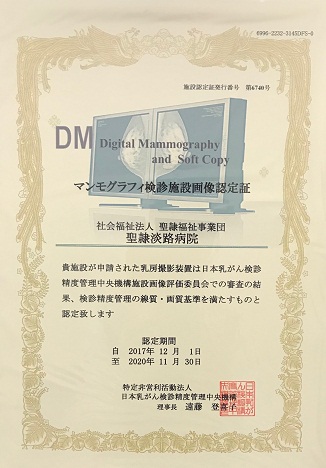 6996-2232-3145DFS-8
施設認定証発行番号 第6740号
DM Digital Mammography
and Soft Copy
マンモグラフィ検診施設画像認定証
社会福祉法人 聖隷福祉事業団
聖隷淡路病院
貴施設が申請された乳房撮影装置は日本乳がん検診
精度管理中央機構施設画像評価委員会での審査の結
果、検診精度管理の線質・画質基準を満たすものと
認定致します
認定期間
自 2017年 12 月 1日
至 2020年 11 月 30日
特定非営利活動法人
日本乳がん検診精度管理中央機構
理事長 遠藤 登喜子